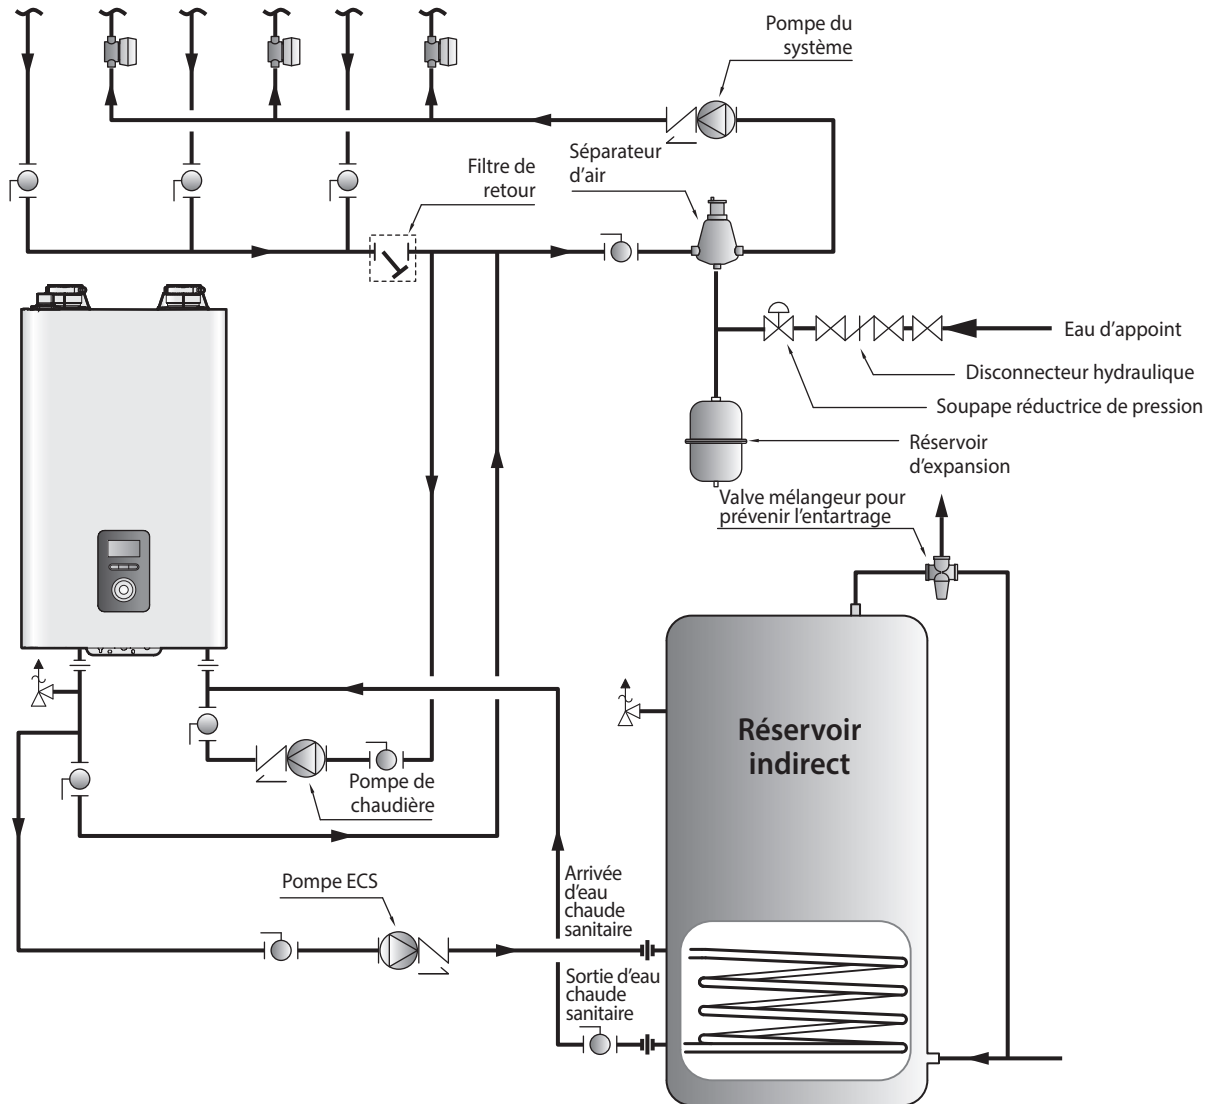 Pompe du
système
Séparateur
d'air
Filtre de
retour
Eau d'appoint
Disconnecteur hydraulique
Soupape réductrice de pression
Réservoir
d'expansion
Valve mélangeur pour
prévenir l'entartrage
Réservoir
indirect
Pompe de
chaudière
Arrivée
d'eau
chaude
sanitaire
Pompe ECS
Sortie d'eau
chaude
sanitaire